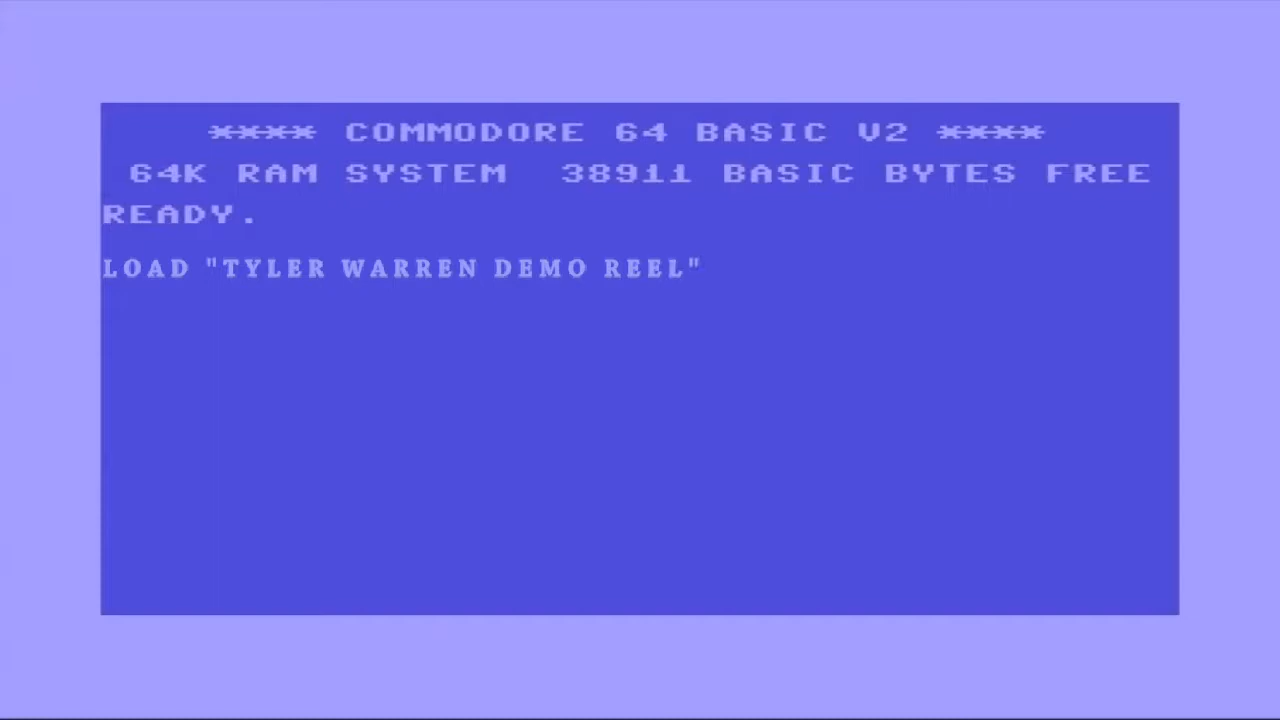 **** COMMODORE 64 BASIC V2 ****
64K RAM SYSTEM  38911 BASIC BYTES FREE
READY.
LOAD "TYLER WARREN DEMO REEL"